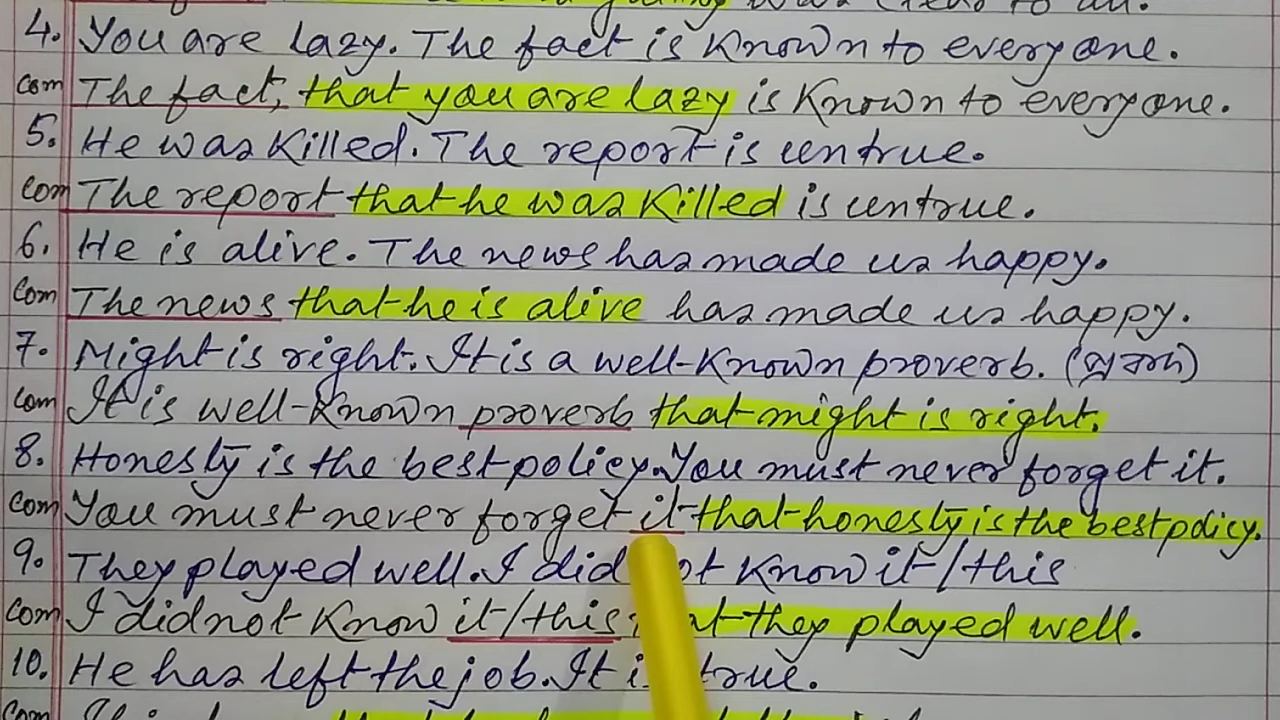 4. You are lazy. The fact is known to everyone.
Com The fact, that you are lazy is known to everyone.
5. He was killed. The report is untrue.
Com The report that he was killed is untrue.
6. He is alive. The news has made us happy.
Com The news that he is alive has made us happy.
7. Might is right. It is a well-known proverb. (প্রবাদ)
Com It is well-known proverb that might is right.
8. Honesty is the best policy. You must never forget it.
Com You must never forget it that honesty is the best policy.
9. They played well. I did not know it/this
Com I did not know it/this that they played well.
10. He has left the job. It is true.
Com